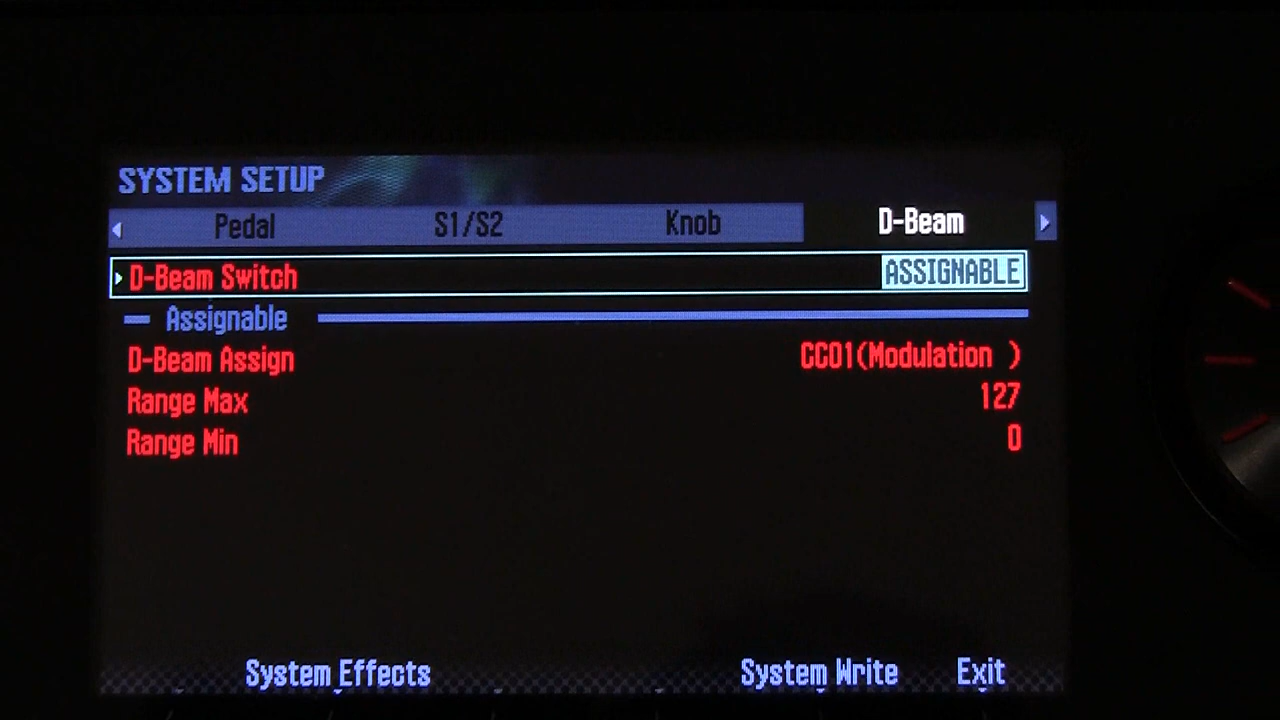 SYSTEM SETUP
Pedal S1/S2 Knob D-Beam
D-Beam Switch ASSIGNABLE
Assignable
D-Beam Assign CC01(Modulation )
Range Max 127
Range Min 0
System Effects System Write Exit